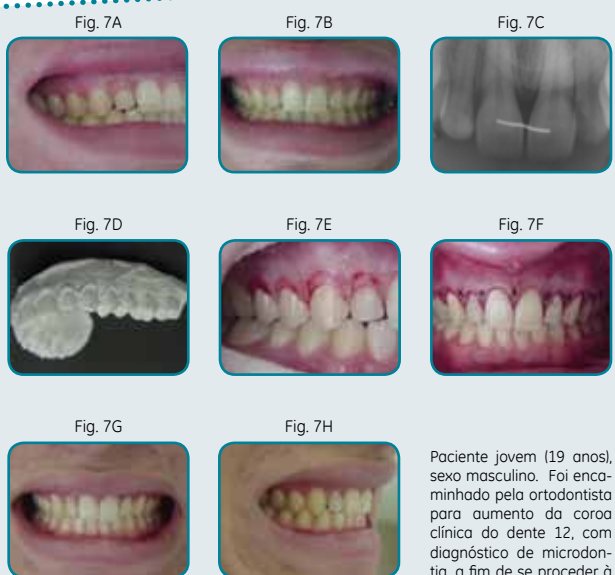 Fig. 7A
Fig. 7B
Fig. 7C
Fig. 7D
Fig. 7E
Fig. 7F
Fig. 7G
Fig. 7H
Paciente jovem (19 anos),
sexo masculino. Foi enca-
minhado pela ortodontista
para aumento da coroa
clínica do dente 12, com
diagnóstico de microdon-
tia, a fim de se proceder à